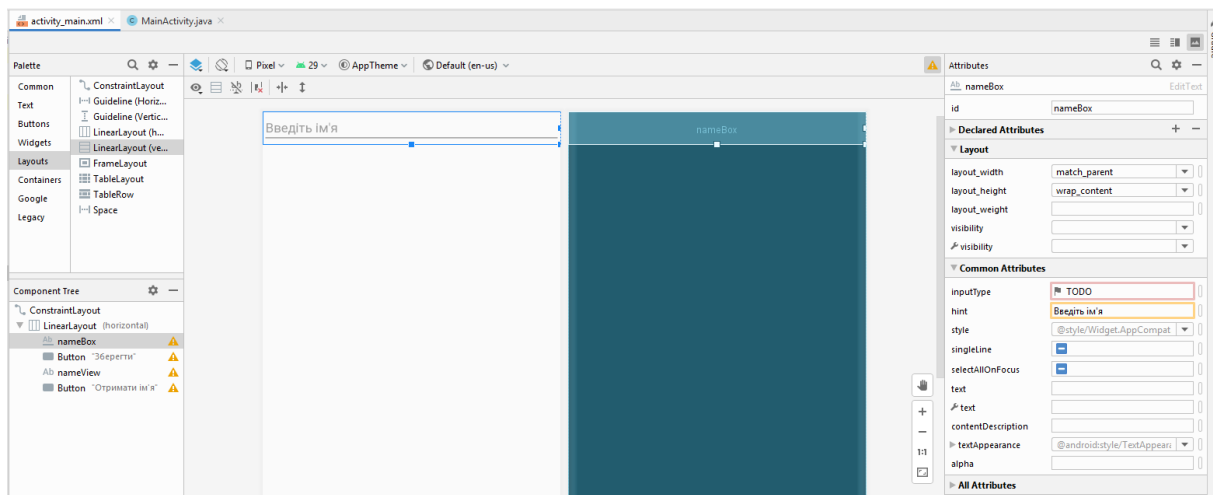 activity_main.xml MainActivity.java
Palette
Pixel 29 AppTheme Default (en-us)
Attributes
Common
Text
Buttons
Widgets
Layouts
Containers
Google
Legacy
ConstraintLayout
Guideline (Horiz...
Guideline (Vertic...
LinearLayout (h...
LinearLayout (ve...
FrameLayout
TableLayout
TableRow
Space
Component Tree
ConstraintLayout
LinearLayout (horizontal)
Ab nameBox
Button "Зберегти"
Ab nameView
Button "Отримати ім'я"
Введіть ім'я
nameBox
1:1
Ab nameBox EditText
id nameBox
Declared Attributes
Layout
layout_width match_parent
layout_height wrap_content
layout_weight
visibility
visibility
Common Attributes
inputType TODO
hint Введіть ім'я
style @style/Widget.AppCompat
singleLine
selectAllOnFocus
text
text
contentDescription
textAppearance @android:style/TextAppeara
alpha
All Attributes